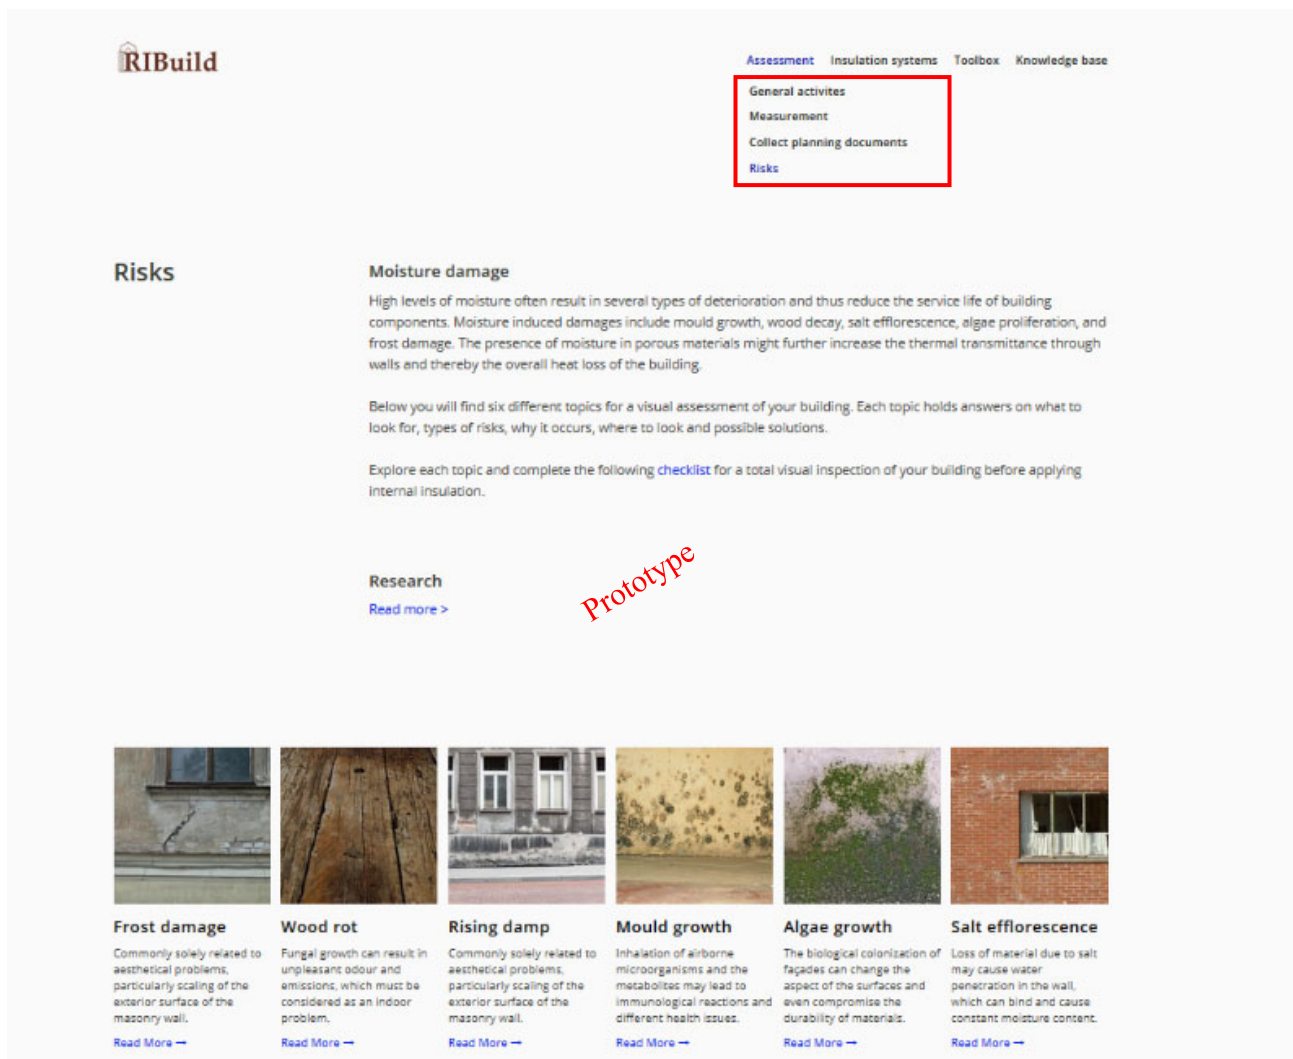 RIBuild
Assessment Insulation systems Toolbox Knowledge base
General activites
Measurement
Collect planning documents
Risks
Risks
Moisture damage
High levels of moisture often result in several types of deterioration and thus reduce the service life of building
components. Moisture induced damages include mould growth, wood decay, salt efflorescence, algae proliferation, and
frost damage. The presence of moisture in porous materials might further increase the thermal transmittance through
walls and thereby the overall heat loss of the building.
Below you will find six different topics for a visual assessment of your building. Each topic holds answers on what to
look for, types of risks, why it occurs, where to look and possible solutions.
Explore each topic and complete the following checklist for a total visual inspection of your building before applying
internal insulation.
Prototype
Research
Read more >
Frost damage
Commonly solely related to
aesthetical problems,
particularly scaling of the
exterior surface of the
masonry wall.
Read More →
Wood rot
Fungal growth can result in
unpleasant odour and
emissions, which must be
considered as an indoor
problem.
Read More →
Rising damp
Commonly solely related to
aesthetical problems,
particularly scaling of the
exterior surface of the
masonry wall.
Read More →
Mould growth
Inhalation of airborne
microorganisms and the
metabolites may lead to
immunological reactions and
different health issues.
Read More →
Algae growth
The biological colonization of
façades can change the
aspect of the surfaces and
even compromise the
durability of materials.
Read More →
Salt efflorescence
Loss of material due to salt
may cause water
penetration in the wall,
which can bind and cause
constant moisture content.
Read More →